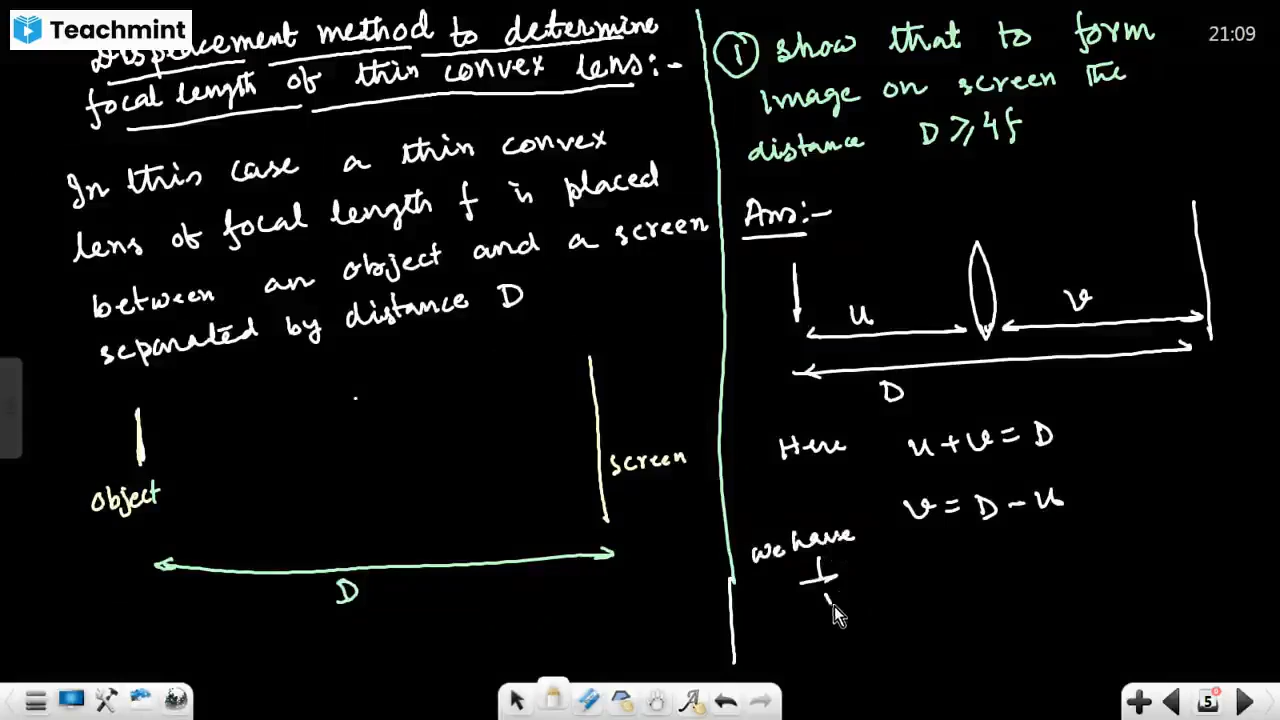 Teachmint
Displacement method to determine
focal length of thin convex lens:-
In this case a thin convex
lens of focal length f is placed
between an object and a screen
separated by distance D
object
screen
D
21:09
① show that to form
Image on screen the
distance D ⩾ 4f
Ans:-
u
v
D
Here u + v = D
v = D - u
we have
1
5